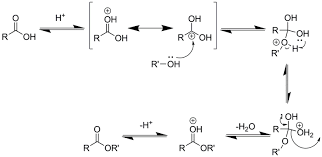 O H⁺ ⊕OH OH OH
R OH R OH R ⊕ OH R OH
R'-OH R' O ⊕ H
O -H⁺ ⊕OH -H₂O OH
R OR' R OR' R ⊕OH₂
O R'